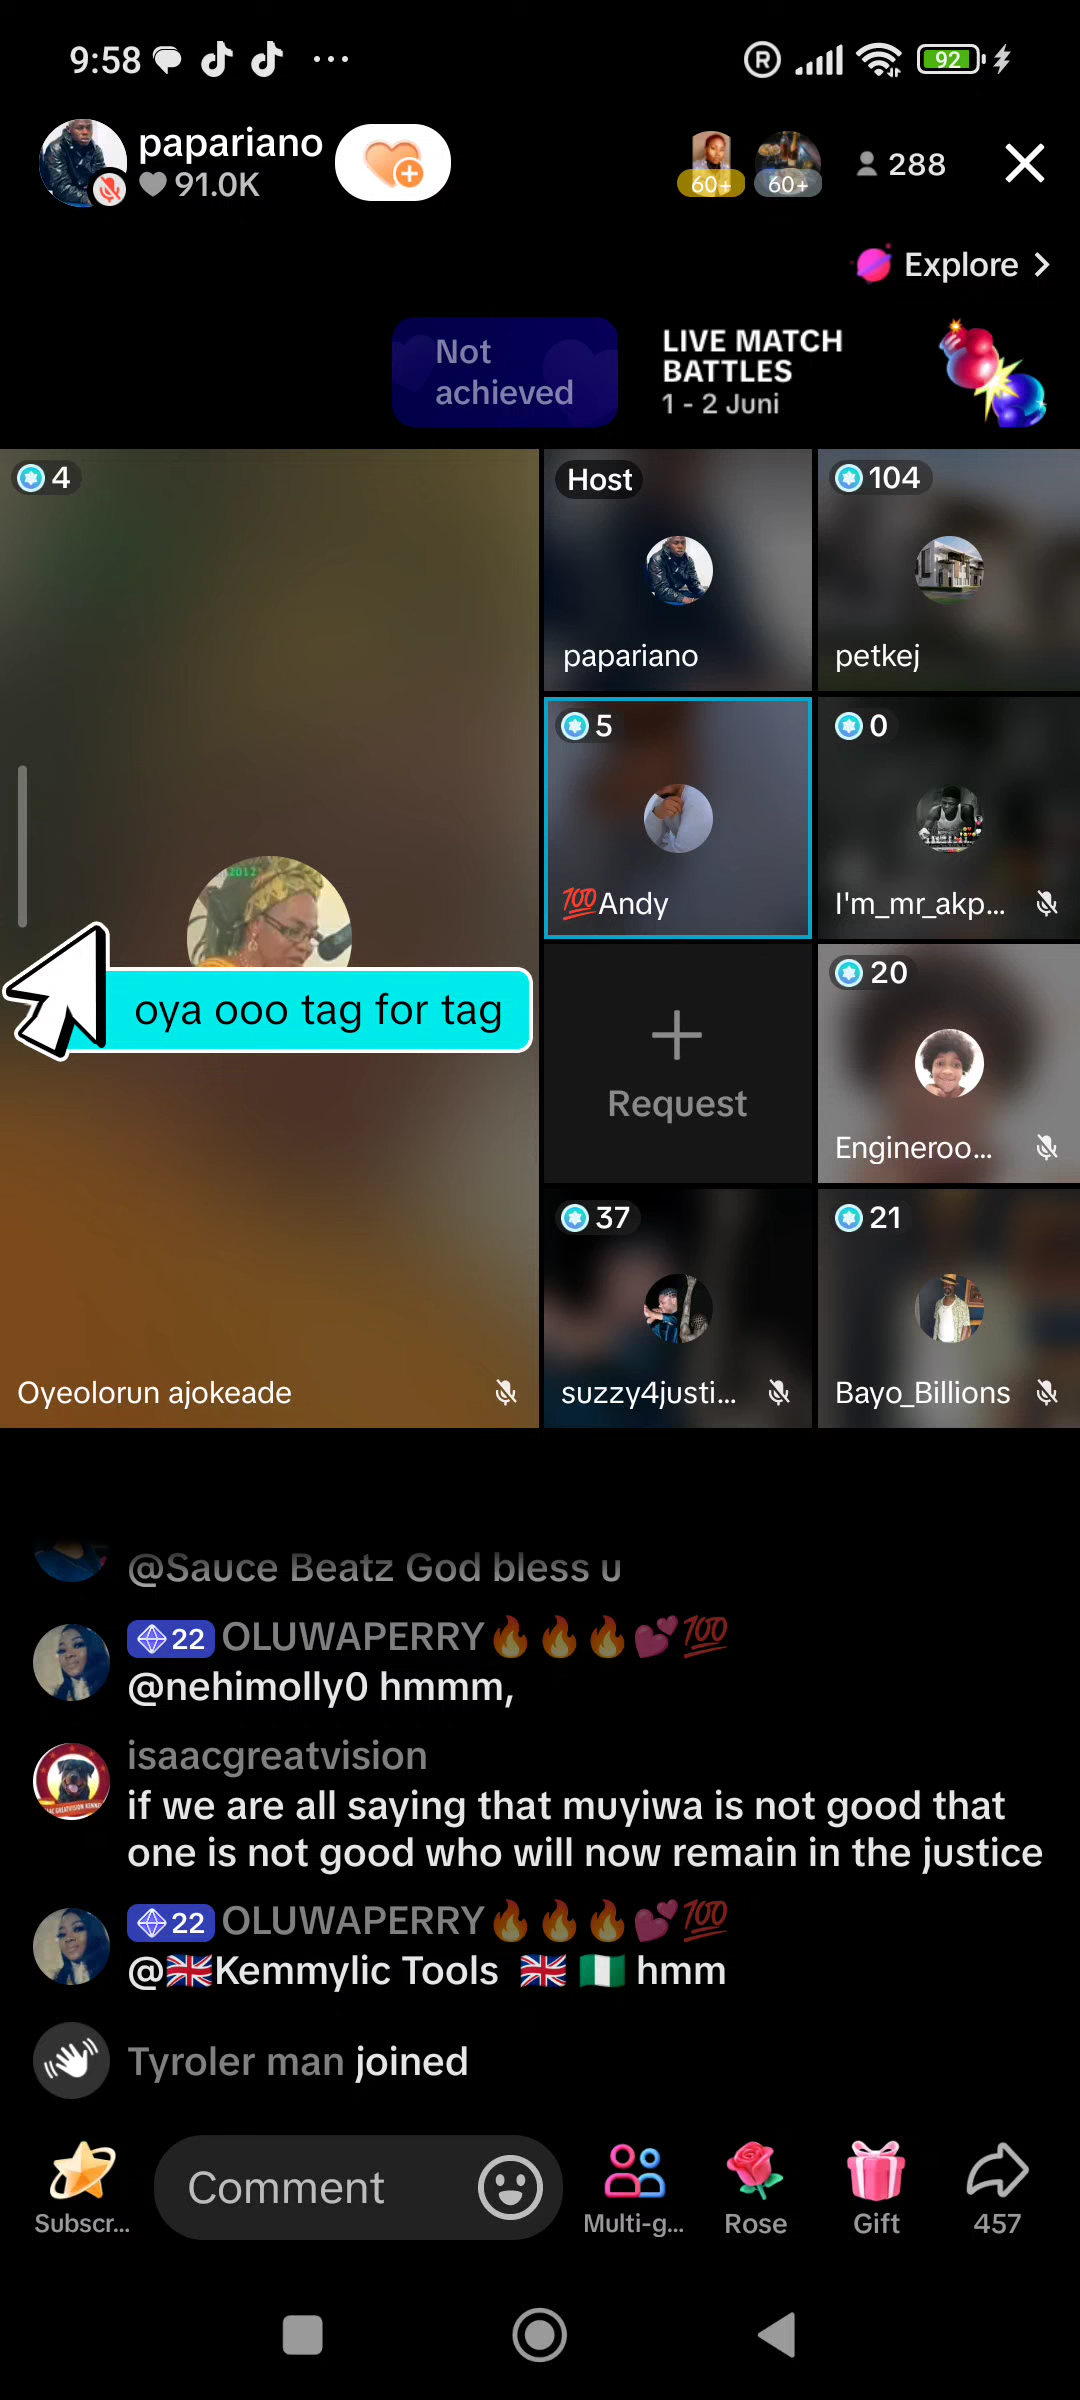 9:58
R
92
papariano
91.0K
60+
60+
288
Explore
Not
achieved
LIVE MATCH
BATTLES
1 - 2 Juni
4
Host
104
papariano
petkej
5
0
💯Andy
I'm_mr_akp...
2012
oya ooo tag for tag
20
Request
Engineroo...
37
21
Oyeolorun ajokeade
suzzy4justi...
Bayo_Billions
@Sauce Beatz God bless u
22 OLUWAPERRY🔥🔥🔥💕💯
@nehimolly0 hmmm,
isaacgreatvision
if we are all saying that muyiwa is not good that
one is not good who will now remain in the justice
22 OLUWAPERRY🔥🔥🔥💕💯
@🇬🇧Kemmylic Tools 🇬🇧 🇳🇬 hmm
Tyroler man joined
Comment
Subscr...
Multi-g...
Rose
Gift
457